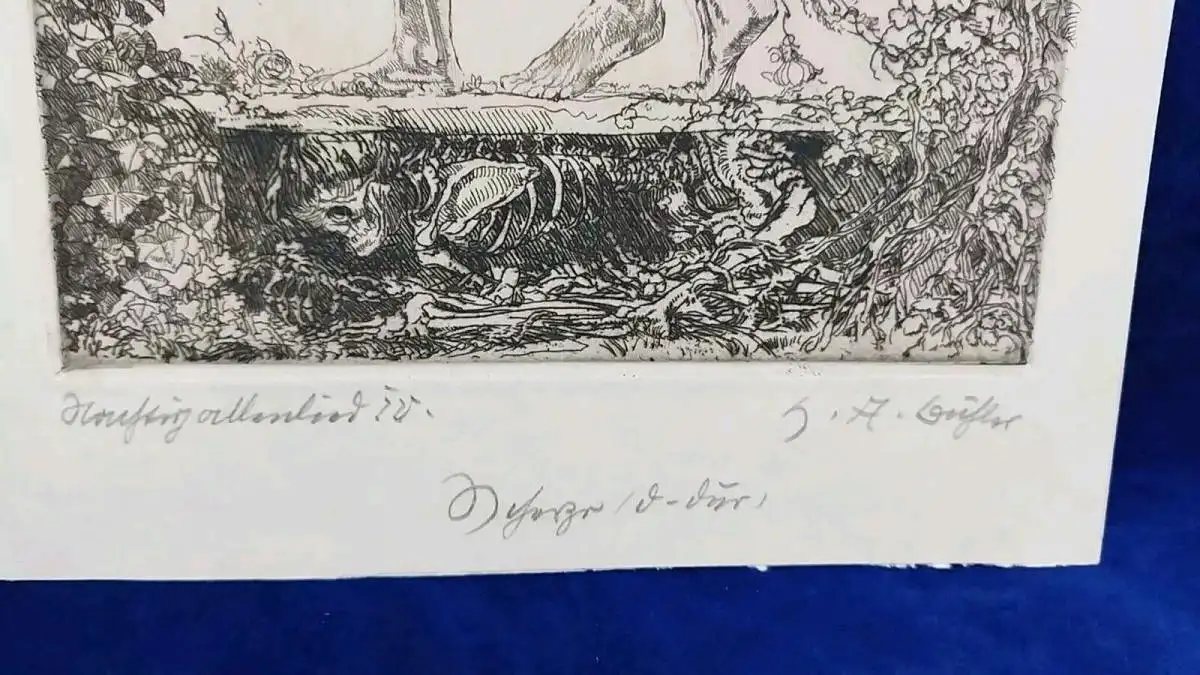 Nachtigallenlied IV.
H. A. Bühler
Scherzo (d-dur)